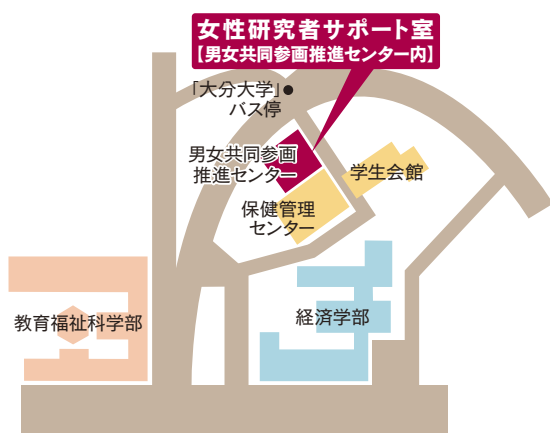 女性研究者サポート室
【男女共同参画推進センター内】
「大分大学」●
バス停
男女共同参画
推進センター
学生会館
保健管理
センター
教育福祉科学部
経済学部